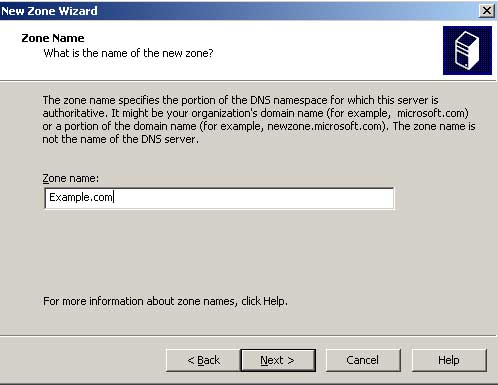 New Zone Wizard
Zone Name
What is the name of the new zone?
The zone name specifies the portion of the DNS namespace for which this server is
authoritative. It might be your organization's domain name (for example, microsoft.com)
or a portion of the domain name (for example, newzone.microsoft.com). The zone name is
not the name of the DNS server.
Zone name:
Example.com
For more information about zone names, click Help.
< Back
Next >
Cancel
Help